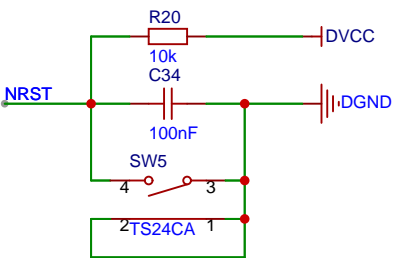 R20
DVCC
10k
C34
NRST
DGND
100nF
SW5
4 3
2 TS24CA 1